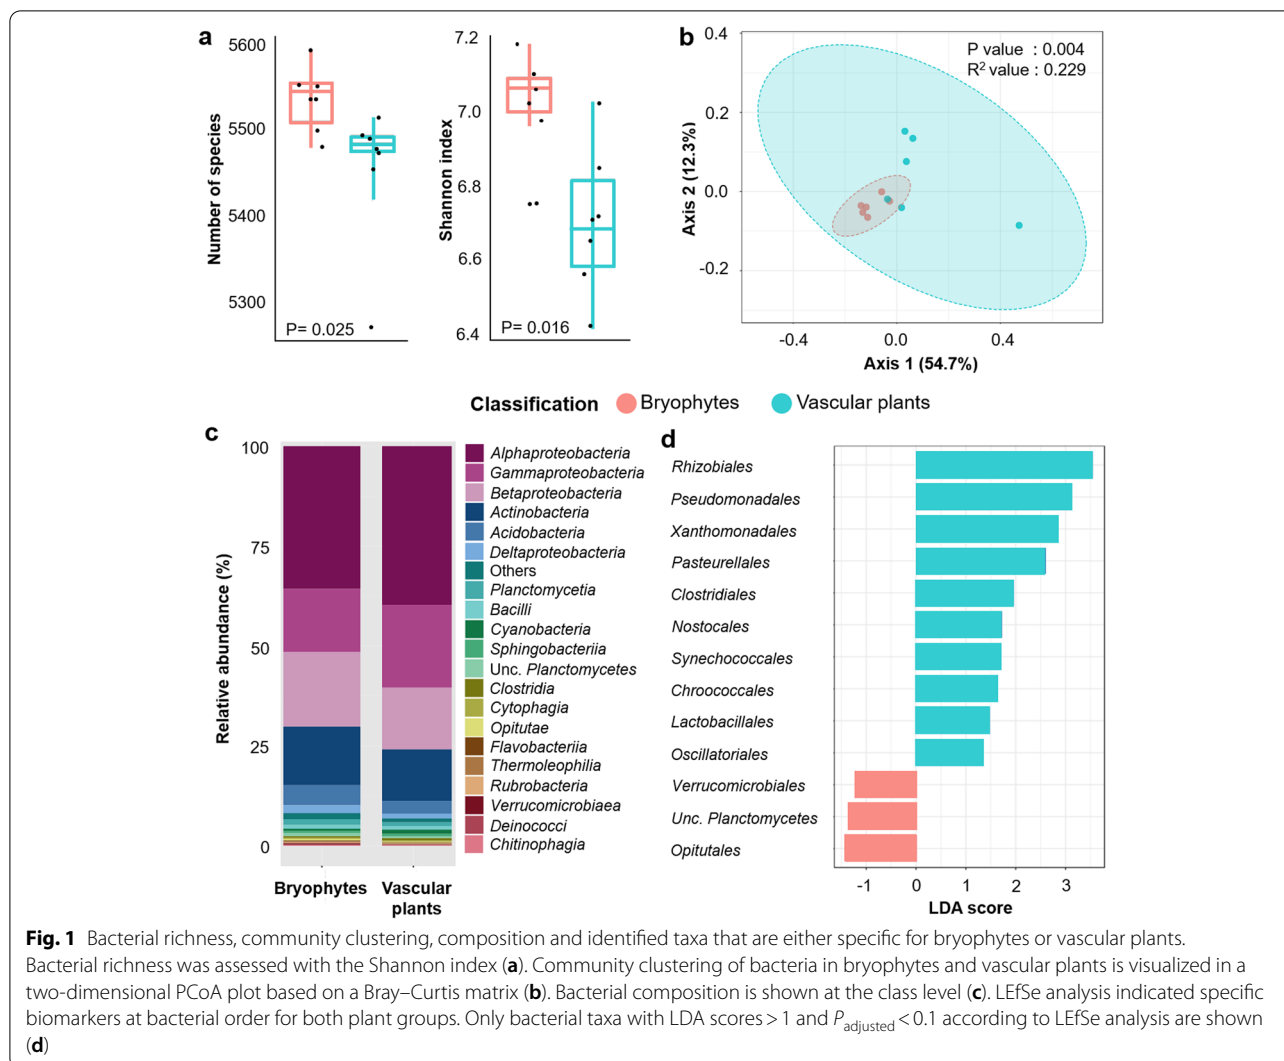 a
Number of species
5600
5500
5400
5300
P= 0.025
Shannon index
7.2
7.0
6.8
6.6
6.4
P= 0.016
b
P value : 0.004
R² value : 0.229
Axis 2 (12.3%)
0.4
0.2
0.0
-0.2
-0.4
0.0
0.4
Axis 1 (54.7%)
Classification
Bryophytes
Vascular plants
c
Relative abundance (%)
100
75
50
25
0
Bryophytes
Vascular
plants
Alphaproteobacteria
Gammaproteobacteria
Betaproteobacteria
Actinobacteria
Acidobacteria
Deltaproteobacteria
Others
Planctomycetia
Bacilli
Cyanobacteria
Sphingobacteriia
Unc. Planctomycetes
Clostridia
Cytophagia
Opitutae
Flavobacteriia
Thermoleophilia
Rubrobacteria
Verrucomicrobiaea
Deinococci
Chitinophagia
d
Rhizobiales
Pseudomonadales
Xanthomonadales
Pasteurellales
Clostridiales
Nostocales
Synechococcales
Chroococcales
Lactobacillales
Oscillatoriales
Verrucomicrobiales
Unc. Planctomycetes
Opitutales
-1
0
1
2
3
LDA score
Fig. 1 Bacterial richness, community clustering, composition and identified taxa that are either specific for bryophytes or vascular plants.
Bacterial richness was assessed with the Shannon index (a). Community clustering of bacteria in bryophytes and vascular plants is visualized in a
two-dimensional PCoA plot based on a Bray–Curtis matrix (b). Bacterial composition is shown at the class level (c). LEfSe analysis indicated specific
biomarkers at bacterial order for both plant groups. Only bacterial taxa with LDA scores > 1 and Padjusted < 0.1 according to LEfSe analysis are shown
(d)